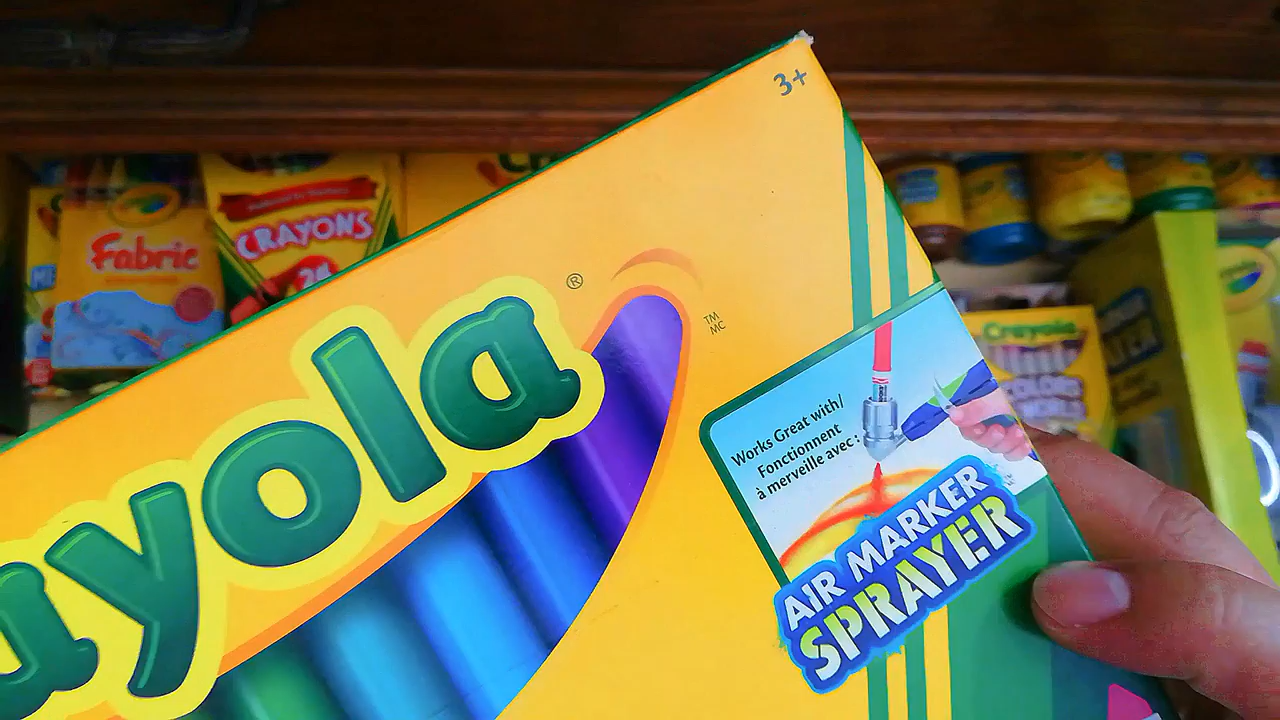 3+
Fabric
CRAYONS
24
®
ayola
TM
MC
Works Great with/
Fonctionnent
à merveille avec:
AIR MARKER
SPRAYER
Crayola